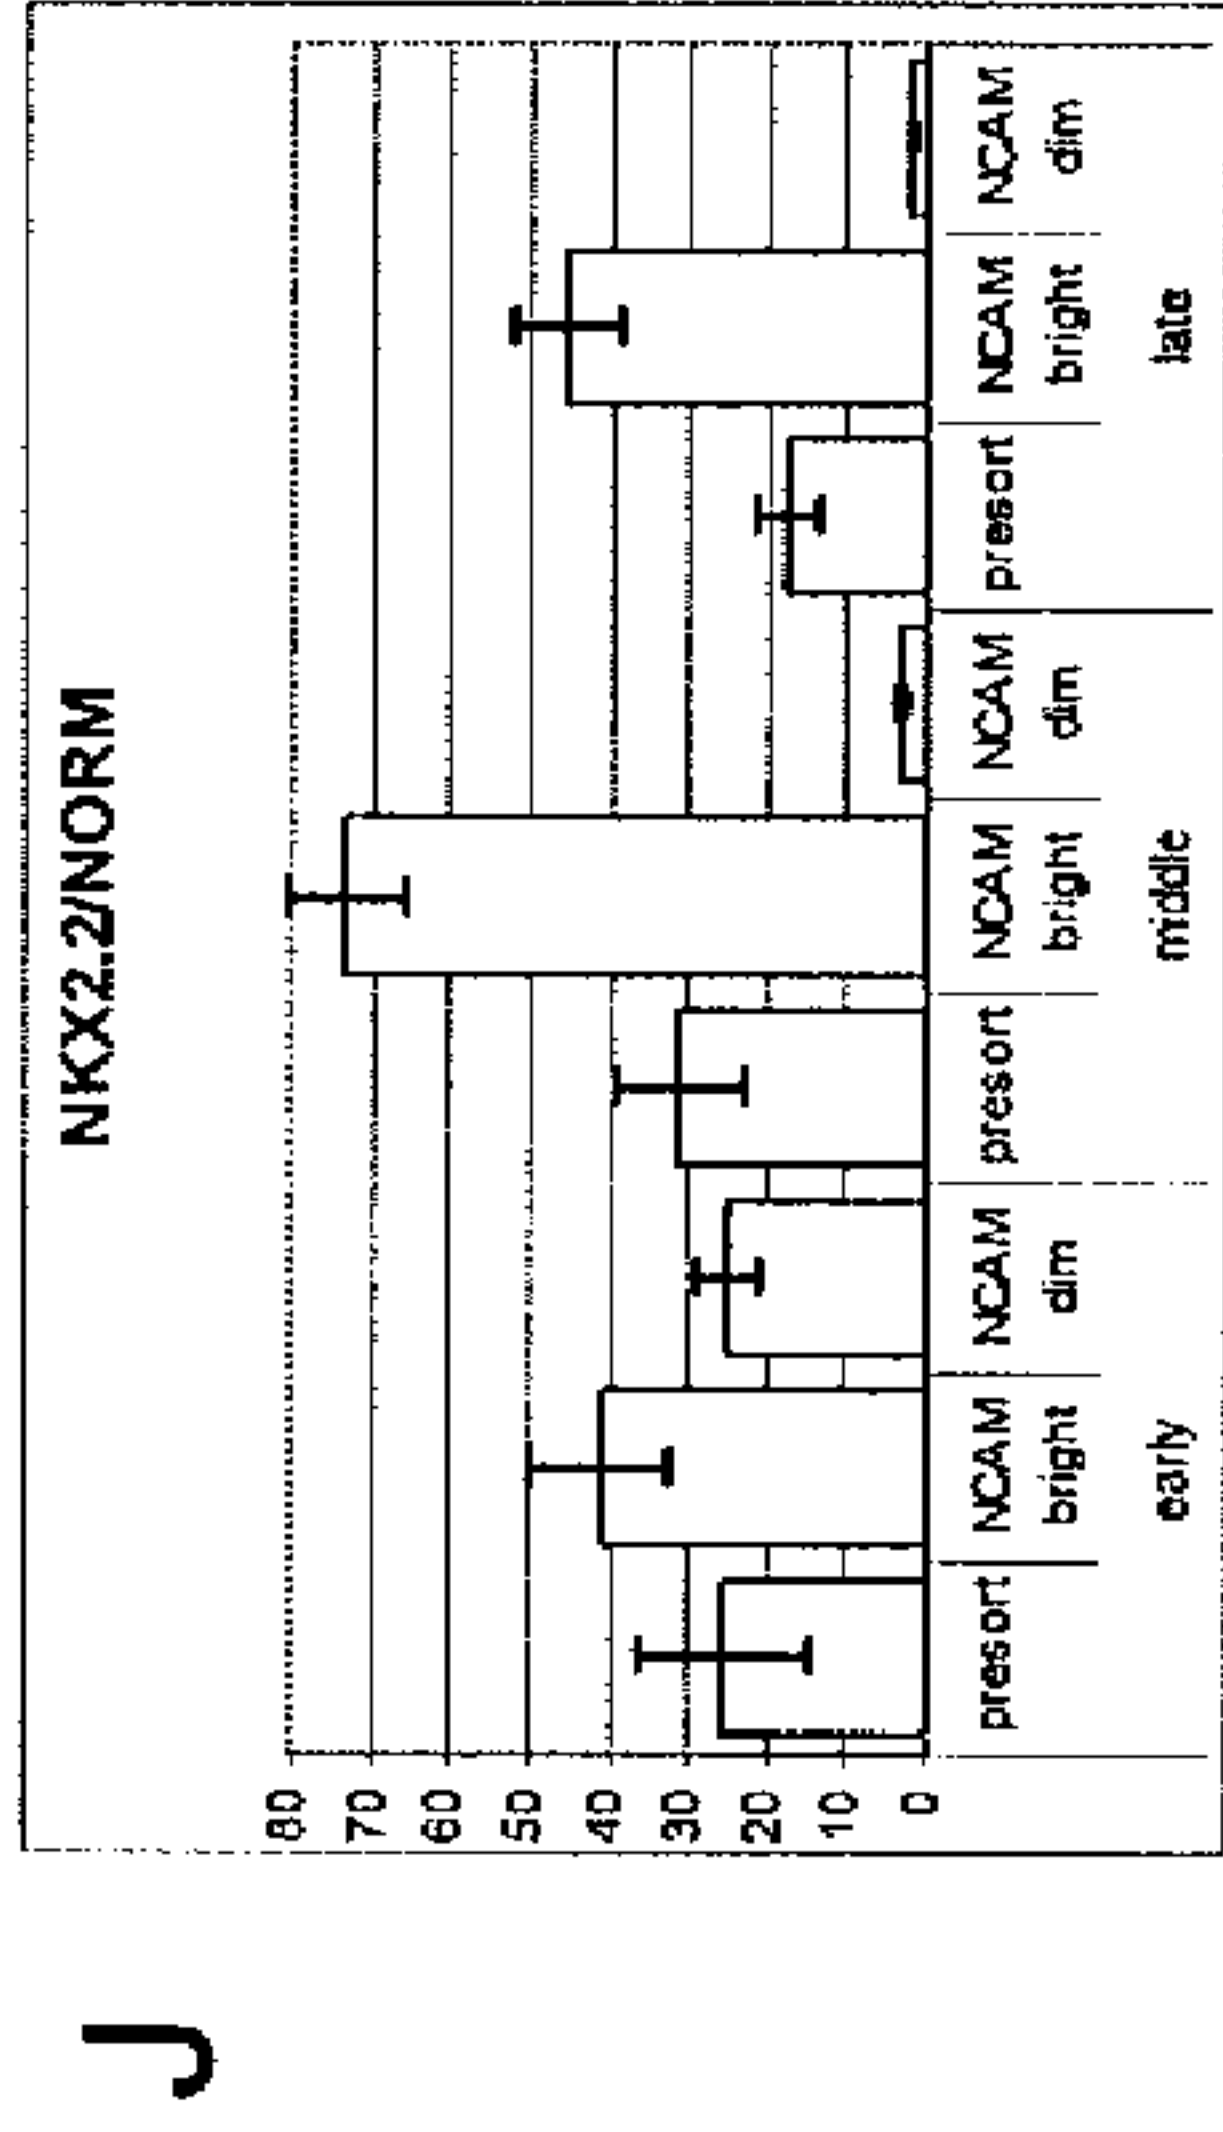 J
NKX2.2/NORM
80
70
60
50
40
30
20
10
0
presort NCAM bright NCAM dim presort NCAM bright NCAM dim presort NCAM bright NCAM dim
early middle late